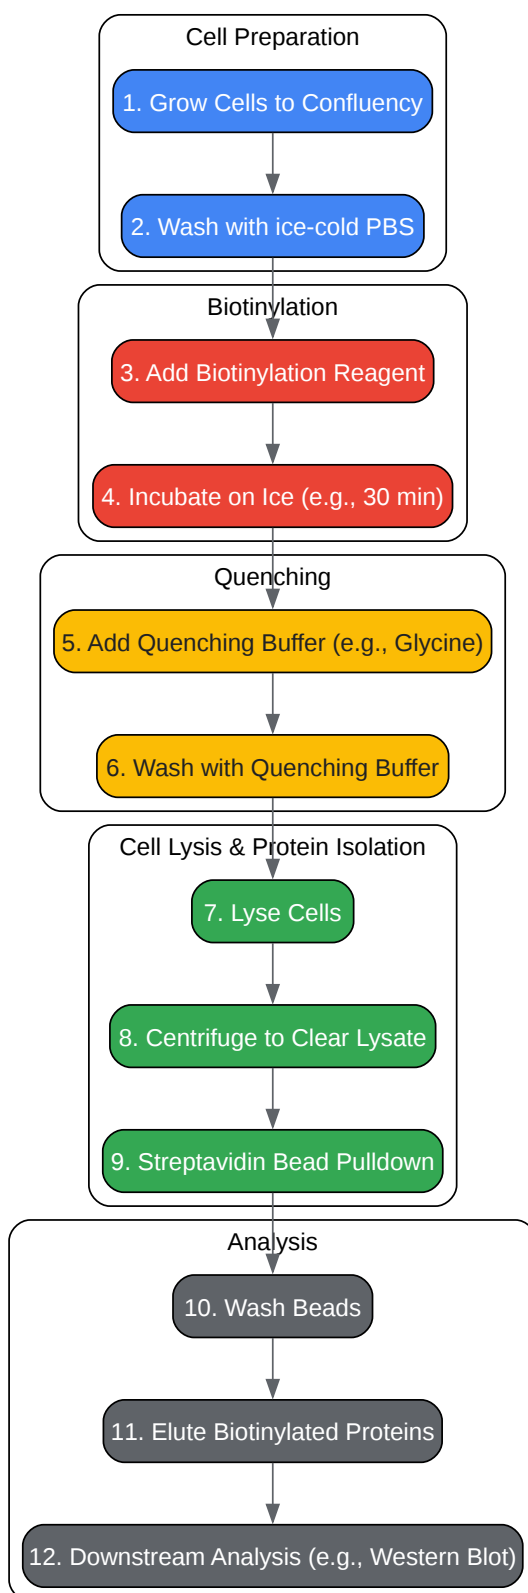 Cell Preparation
1. Grow Cells to Confluency
2. Wash with ice-cold PBS
Biotinylation
3. Add Biotinylation Reagent
4. Incubate on Ice (e.g., 30 min)
Quenching
5. Add Quenching Buffer (e.g., Glycine)
6. Wash with Quenching Buffer
Cell Lysis & Protein Isolation
7. Lyse Cells
8. Centrifuge to Clear Lysate
9. Streptavidin Bead Pulldown
Analysis
10. Wash Beads
11. Elute Biotinylated Proteins
12. Downstream Analysis (e.g., Western Blot)